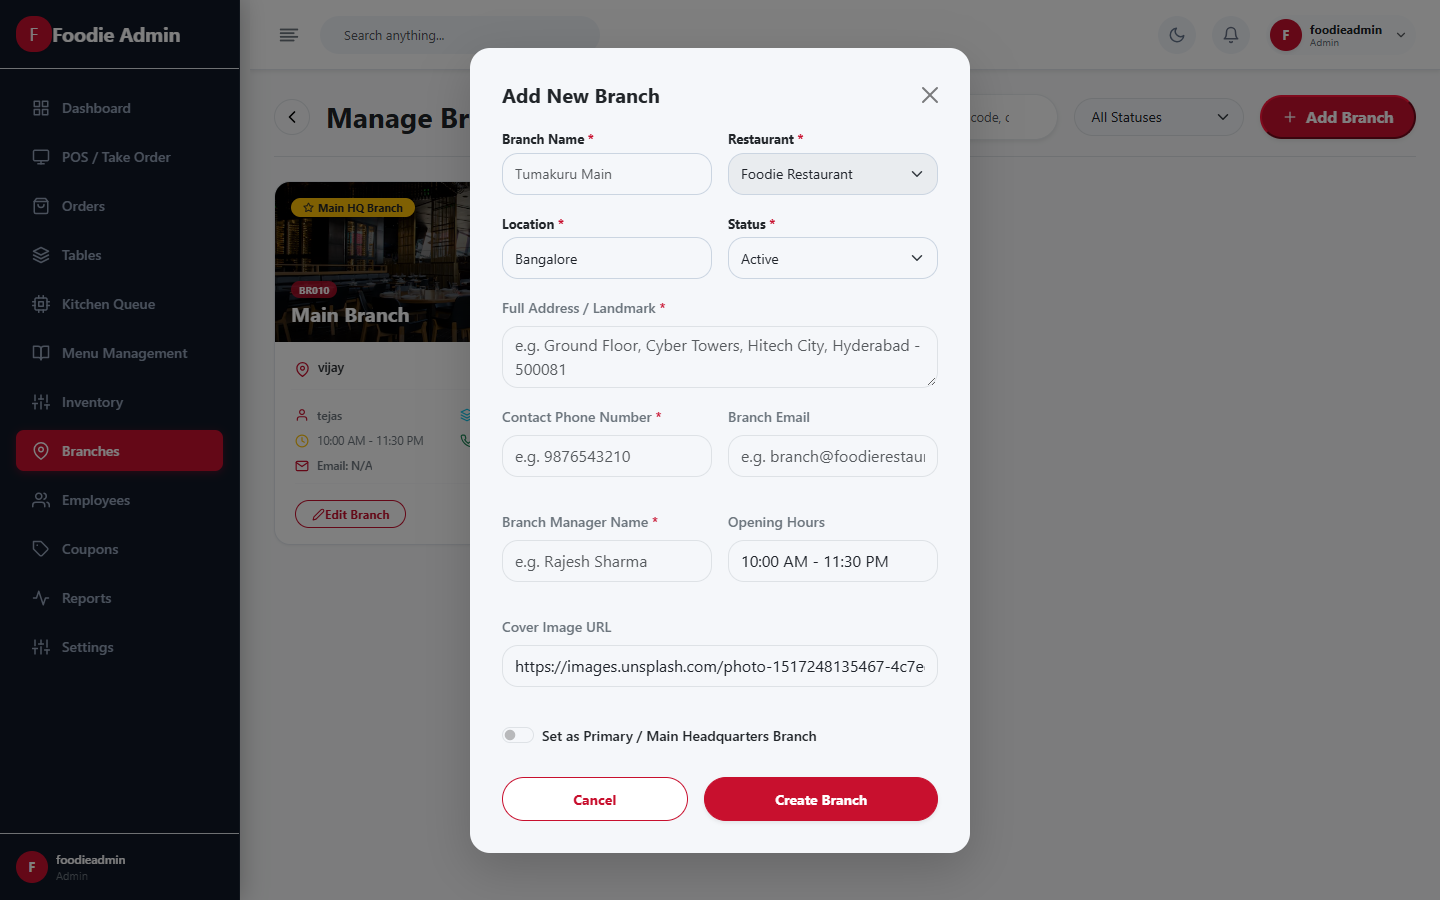 F Foodie Admin
Search anything...
F
foodieadmin
Admin
Dashboard
POS / Take Order
Orders
Tables
Kitchen Queue
Menu Management
Inventory
Branches
Employees
Coupons
Reports
Settings
F
foodieadmin
Admin
Manage Br
code, c
All Statuses
+ Add Branch
Main HQ Branch
BR010
Main Branch
vijay
tejas
10:00 AM - 11:30 PM
Email: N/A
Edit Branch
Add New Branch
Branch Name *
Restaurant *
Tumakuru Main
Foodie Restaurant
Location *
Status *
Bangalore
Active
Full Address / Landmark *
e.g. Ground Floor, Cyber Towers, Hitech City, Hyderabad -
500081
Contact Phone Number *
Branch Email
e.g. 9876543210
e.g. branch@foodierestaur
Branch Manager Name *
Opening Hours
e.g. Rajesh Sharma
10:00 AM - 11:30 PM
Cover Image URL
https://images.unsplash.com/photo-1517248135467-4c7e
Set as Primary / Main Headquarters Branch
Cancel
Create Branch